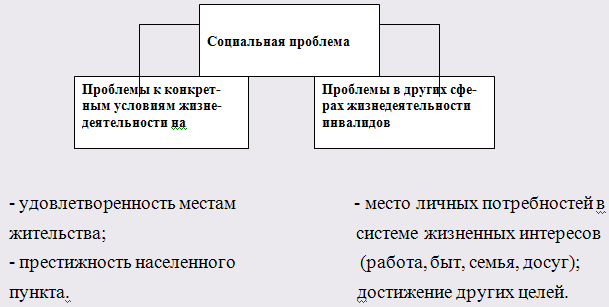 Социальная проблема
Проблемы к конкрет-
ным условиям жизне-
деятельности на
Проблемы в других сфе-
рах жизнедеятельности
инвалидов
- удовлетворенность местам
жительства;
- престижность населенного
пункта.
- место личных потребностей в
системе жизненных интересов
(работа, быт, семья, досуг);
достижение других целей.